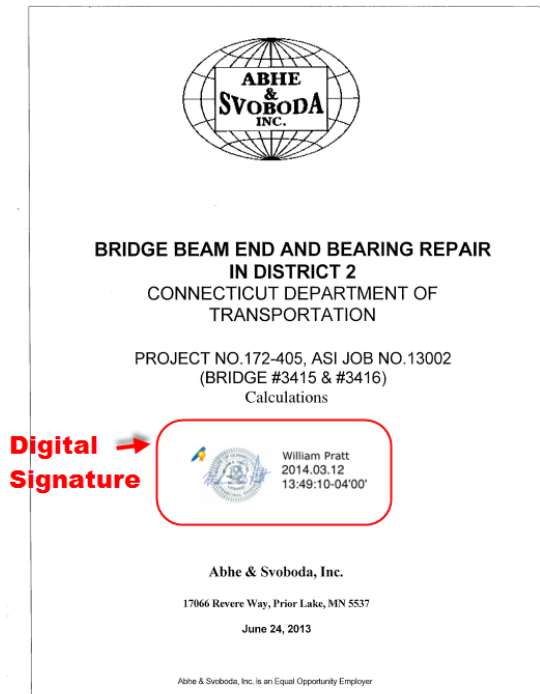 ABHE
&
SVOBODA
INC.
BRIDGE BEAM END AND BEARING REPAIR
IN DISTRICT 2
CONNECTICUT DEPARTMENT OF
TRANSPORTATION
PROJECT NO.172-405, ASI JOB NO.13002
(BRIDGE #3415 & #3416)
Calculations
Digital
Signature
William Pratt
2014.03.12
13:49:10-04'00'
Abhe & Svoboda, Inc.
17066 Revere Way, Prior Lake, MN 5537
June 24, 2013
Abhe & Svoboda, Inc. is an Equal Opportunity Employer